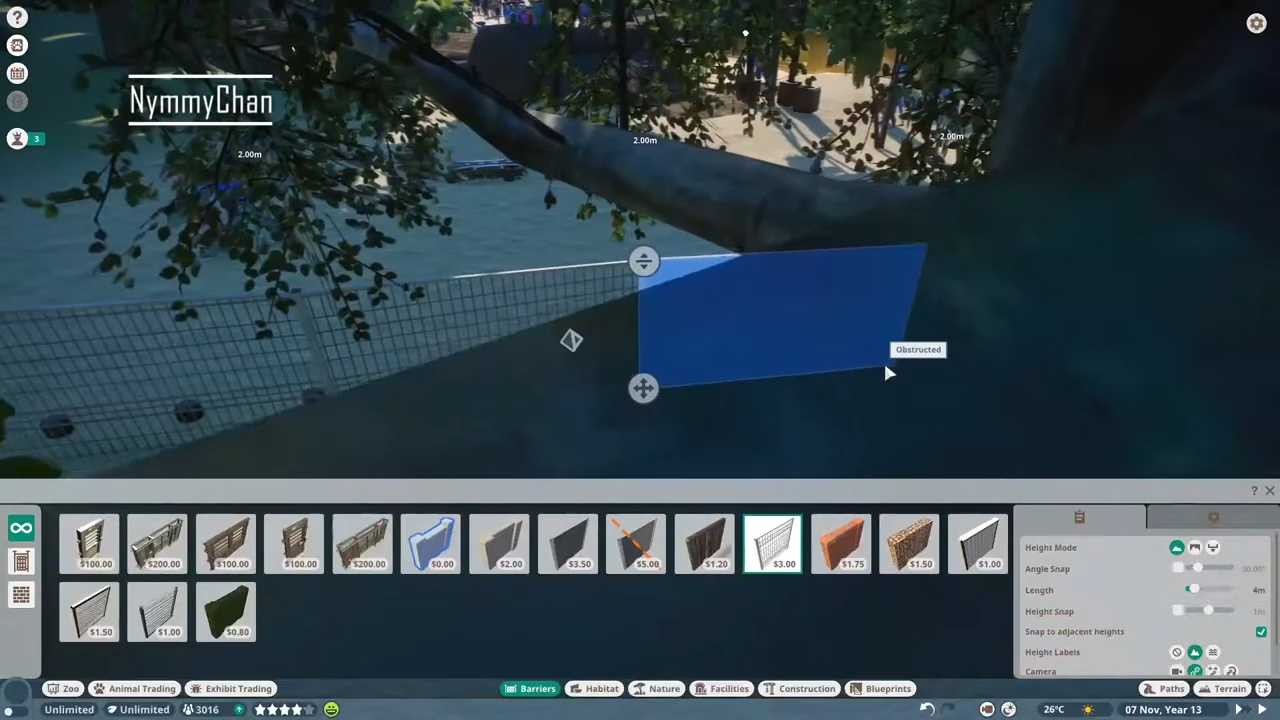 ?
NymmyChan
3
2.00m
2.00m
2.00m
Obstructed
?
$100.00
$200.00
$100.00
$100.00
$200.00
$0.00
$2.00
$3.50
$5.00
$1.20
$3.00
$1.75
$1.50
$1.00
$1.50
$1.00
$0.80
Height Mode
Angle Snap 30.00°
Length 4m
Height Snap 1m
Snap to adjacent heights
Height Labels
Camera
Zoo Animal Trading Exhibit Trading Barriers Habitat Nature Facilities Construction Blueprints Paths Terrain
Unlimited Unlimited 3016 26°C 07 Nov, Year 13